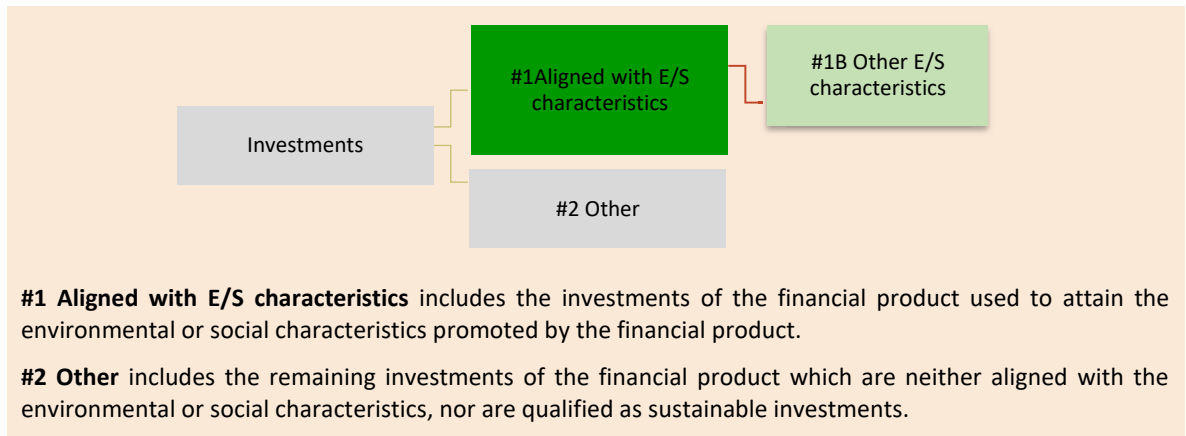 #1Aligned with E/S
characteristics
#1B Other E/S
characteristics
Investments
#2 Other
#1 Aligned with E/S characteristics includes the investments of the financial product used to attain the
environmental or social characteristics promoted by the financial product.
#2 Other includes the remaining investments of the financial product which are neither aligned with the
environmental or social characteristics, nor are qualified as sustainable investments.